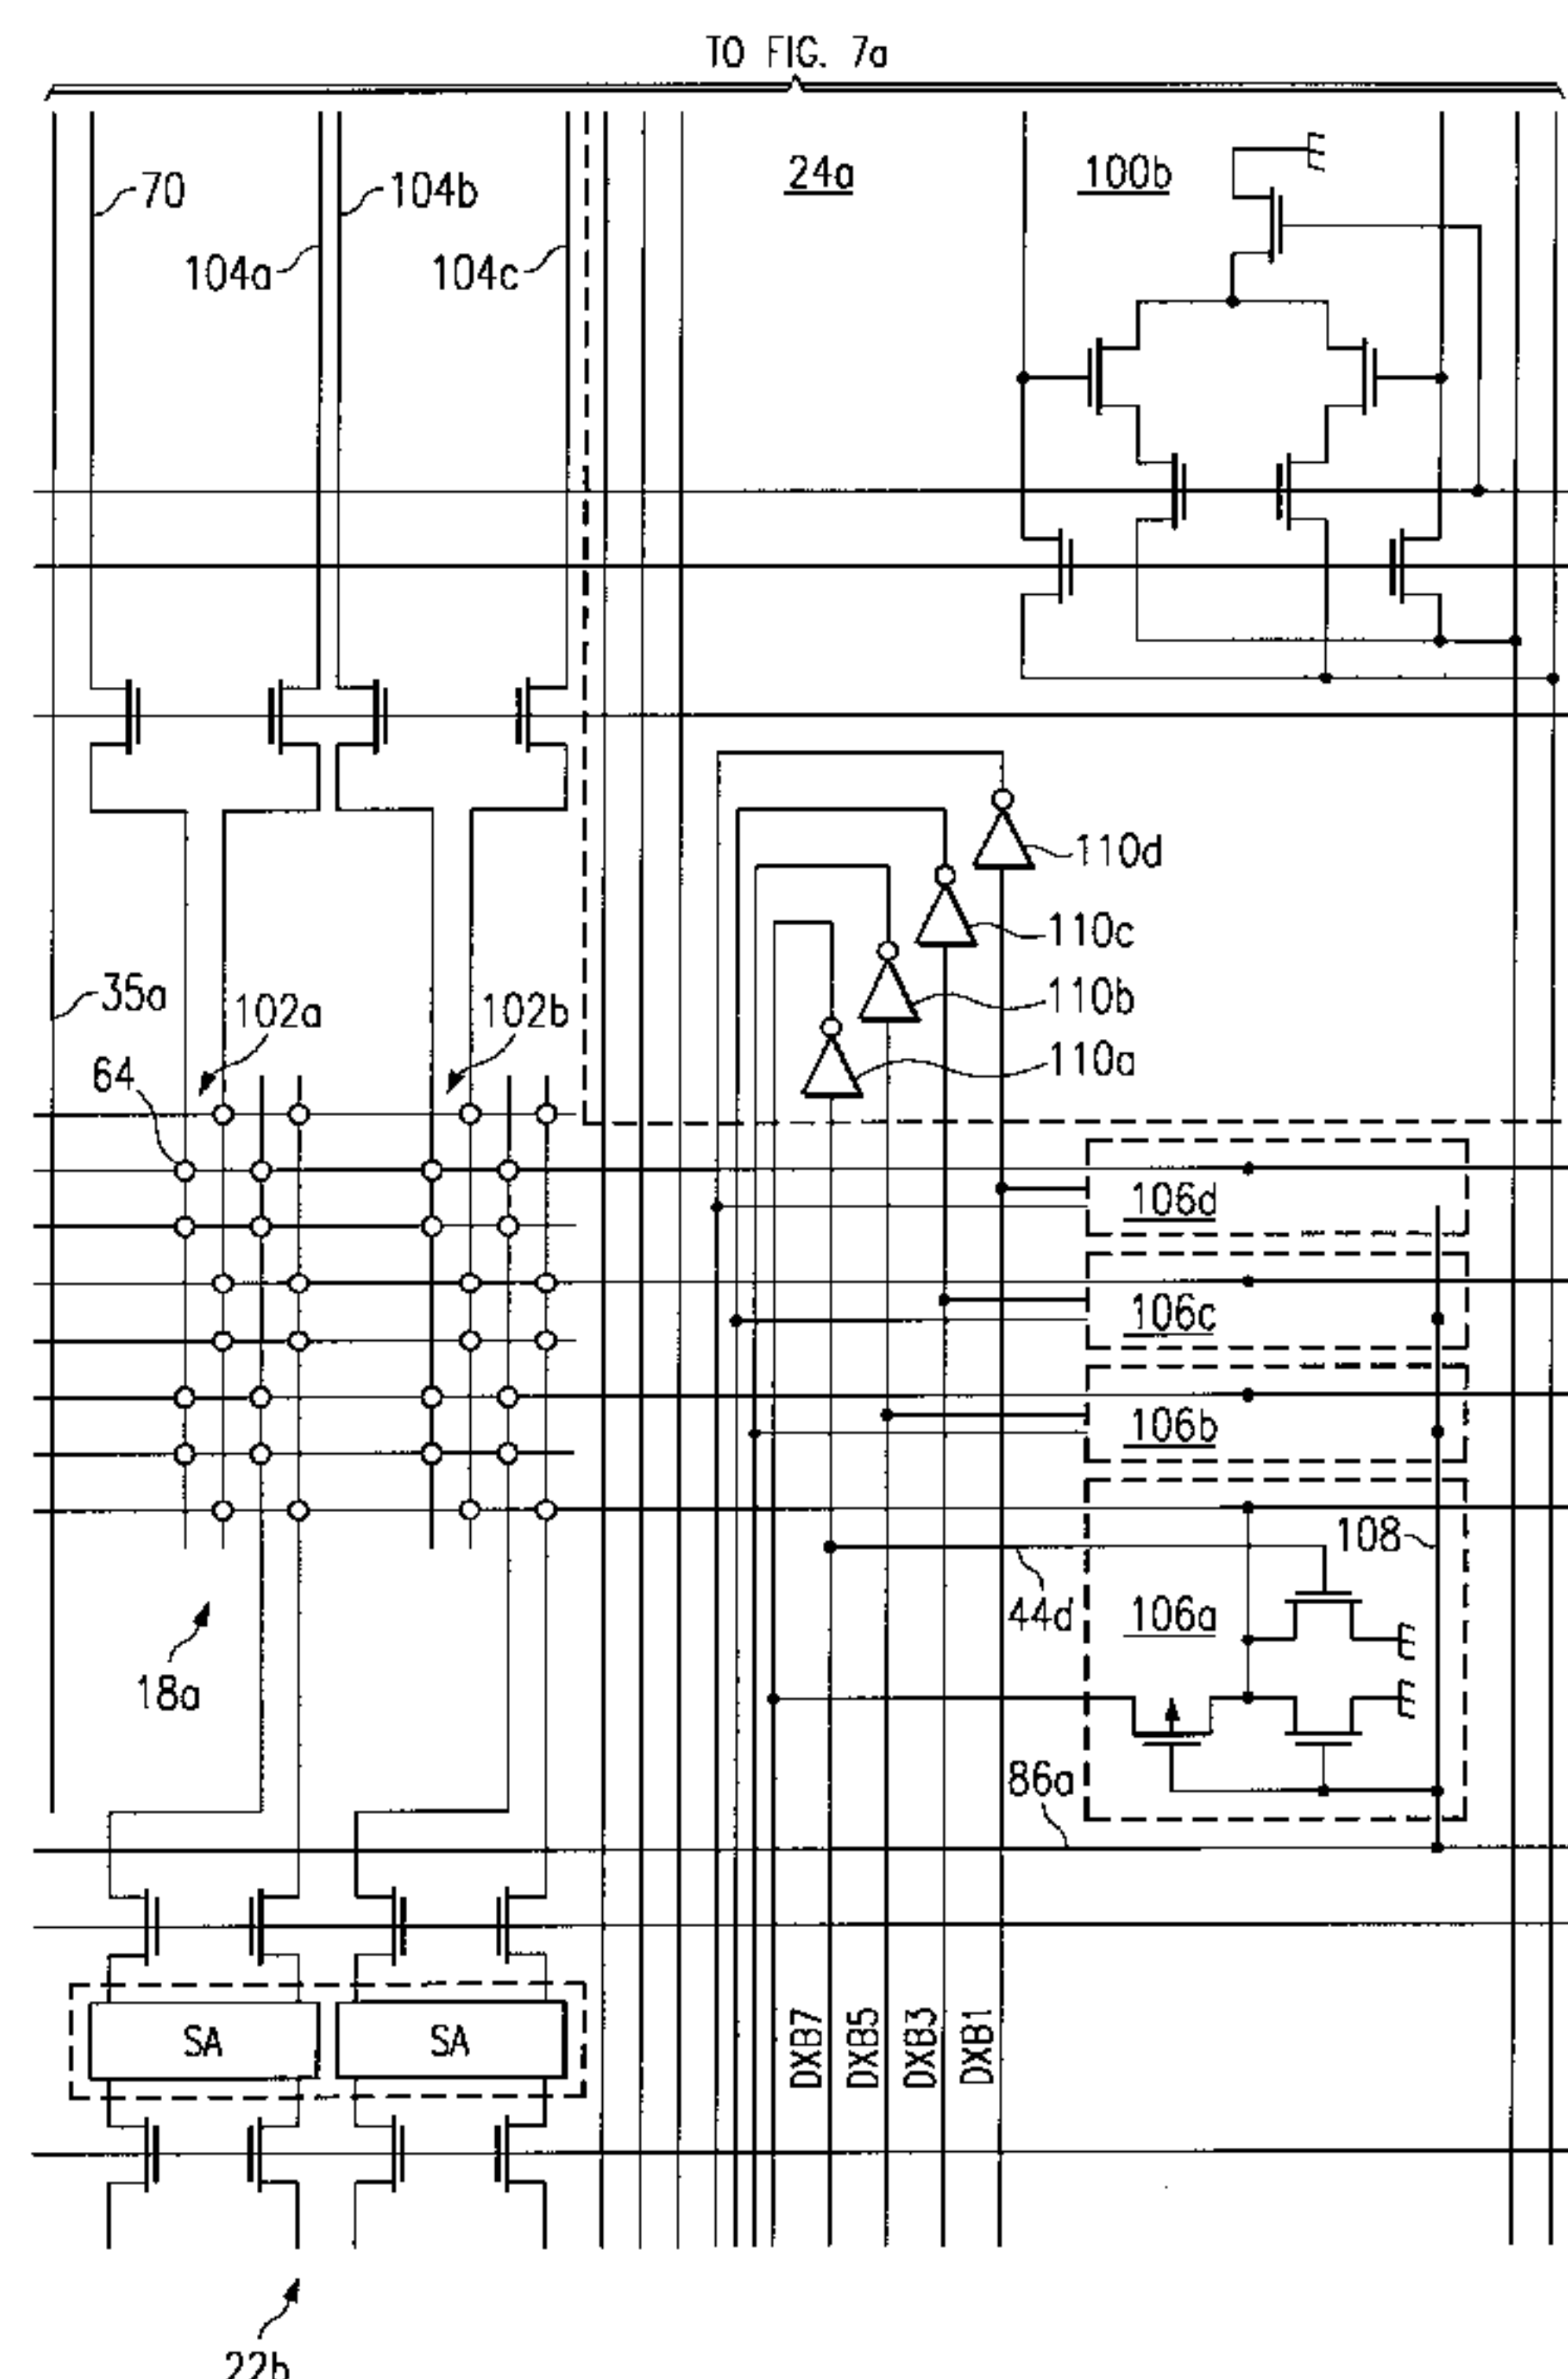 TO FIG. 7a
70
104b
24a
100b
104a
104c
110d
110c
35a
102a
102b
110b
64
110a
106d
106c
106b
108
18a
44d
106a
86a
SA
SA
DXB7
DXB5
DXB3
DXB1
22b